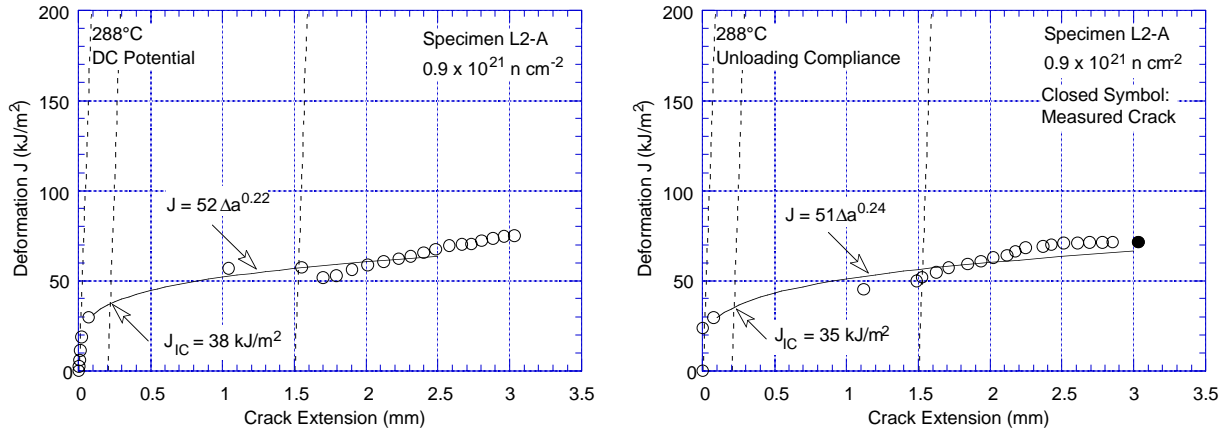 288°C
DC Potential
Specimen L2-A
0.9 x 10²¹ n cm⁻²
J = 52 Δa⁰·²²
J_IC = 38 kJ/m²
200
150
100
50
0
Deformation J (kJ/m²)
0 0.5 1 1.5 2 2.5 3 3.5
Crack Extension (mm)
288°C
Unloading Compliance
Specimen L2-A
0.9 x 10²¹ n cm⁻²
Closed Symbol:
Measured Crack
J = 51Δa⁰·²⁴
J_IC = 35 kJ/m²
200
150
100
50
0
Deformation J (kJ/m²)
0 0.5 1 1.5 2 2.5 3 3.5
Crack Extension (mm)